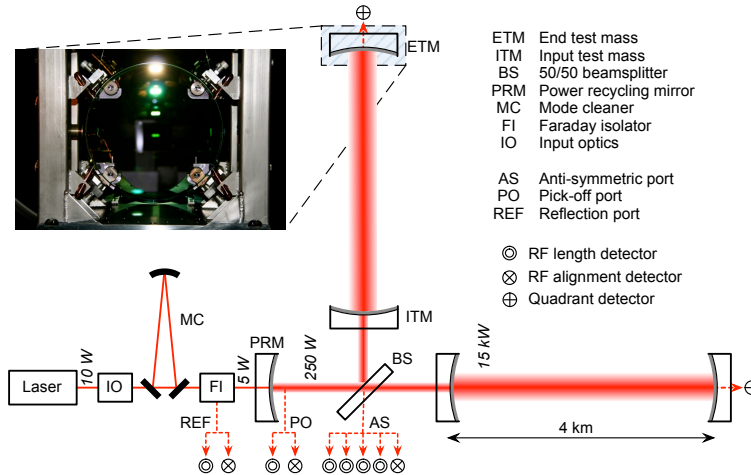 ETM
ETM End test mass
ITM Input test mass
BS 50/50 beamsplitter
PRM Power recycling mirror
MC Mode cleaner
FI Faraday isolator
IO Input optics
AS Anti-symmetric port
PO Pick-off port
REF Reflection port
RF length detector
RF alignment detector
Quadrant detector
MC
ITM
PRM
BS
10 W
5 W
250 W
15 kW
Laser
IO
FI
REF
PO
AS
4 km